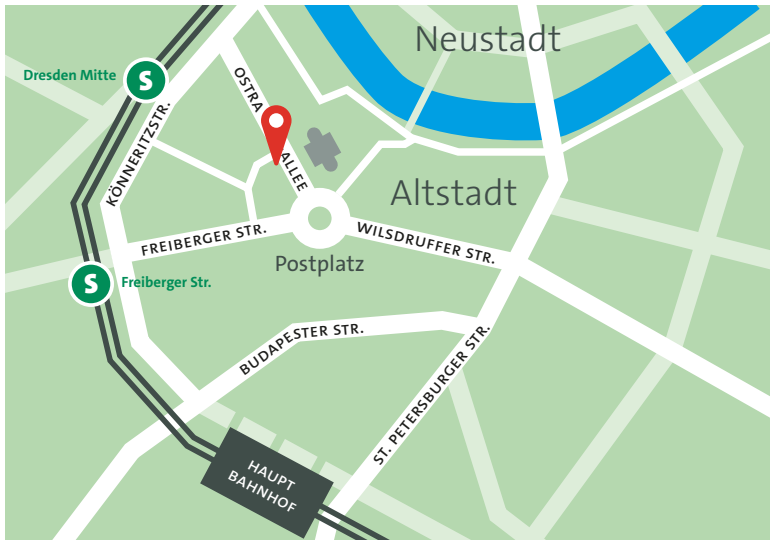 Neustadt
Dresden Mitte
S
OSTRA
ALLEE
KÖNNERITZSTR.
Altstadt
FREIBERGER STR.
WILSDRUFFER STR.
Postplatz
S
Freiberger Str.
BUDAPESTER STR.
ST. PETERSBURGER STR.
HAUPT
BAHNHOF